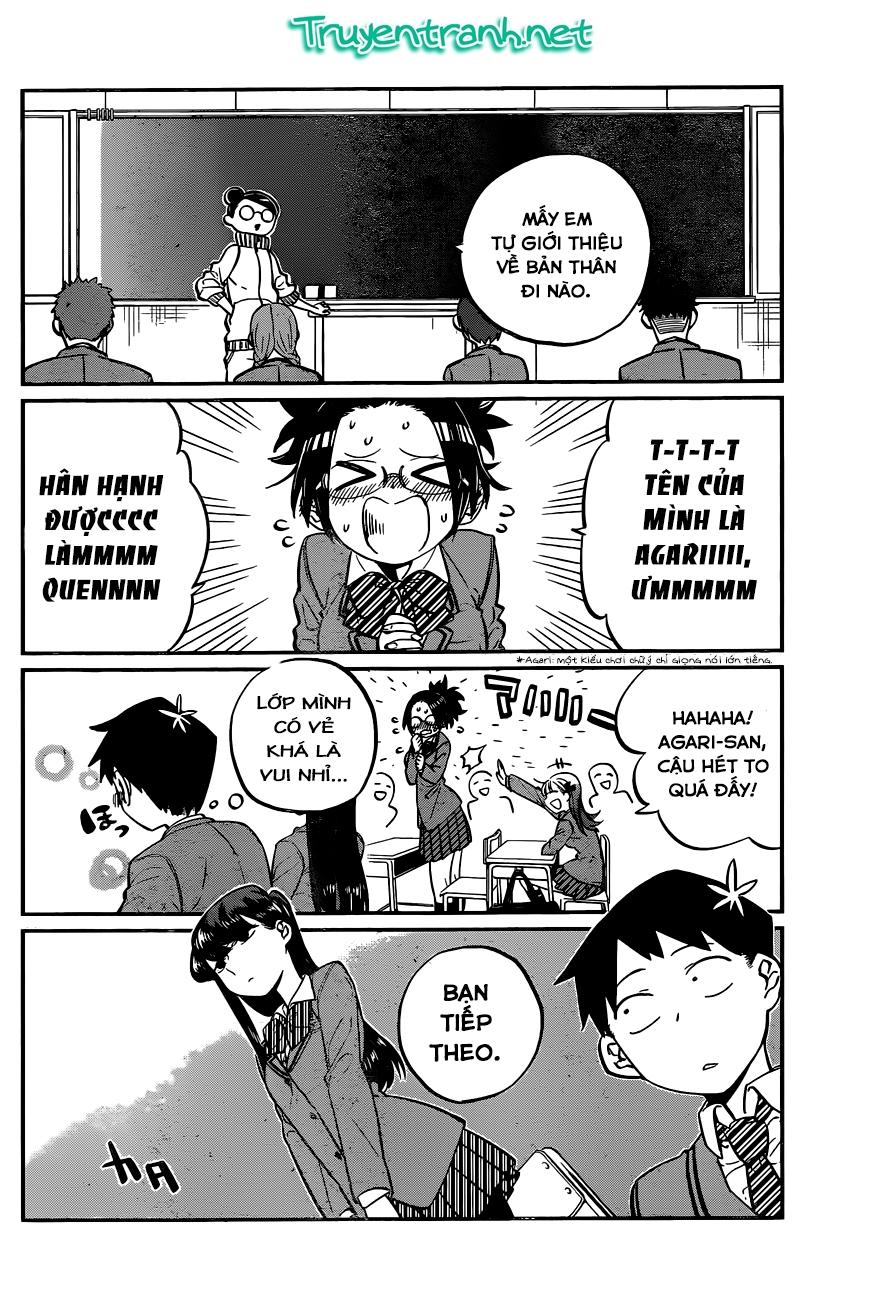 Truyentranh.net
MẤY EM
TỰ GIỚI THIỆU
VỀ BẢN THÂN
ĐI NÀO.
T-T-T-T
TÊN CỦA
MÌNH LÀ
AGARIIIII,
ƯMMMMM
HÂN HẠNH
ĐƯỢCCCC
LÀMMMM
QUENNNN
*Agari: một kiểu chơi chữ ý chỉ giọng nói lớn tiếng.
HAHAHA!
AGARI-SAN,
CẬU HÉT TO
QUÁ ĐẤY!
LỚP MÌNH
CÓ VẺ
KHÁ LÀ
VUI NHỈ...
ほっ
BẠN
TIẾP
THEO.